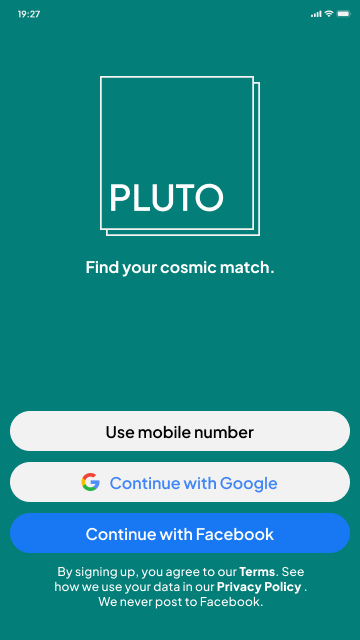 19:27
PLUTO
Find your cosmic match.
Use mobile number
Continue with Google
Continue with Facebook
By signing up, you agree to our Terms. See
how we use your data in our Privacy Policy .
We never post to Facebook.